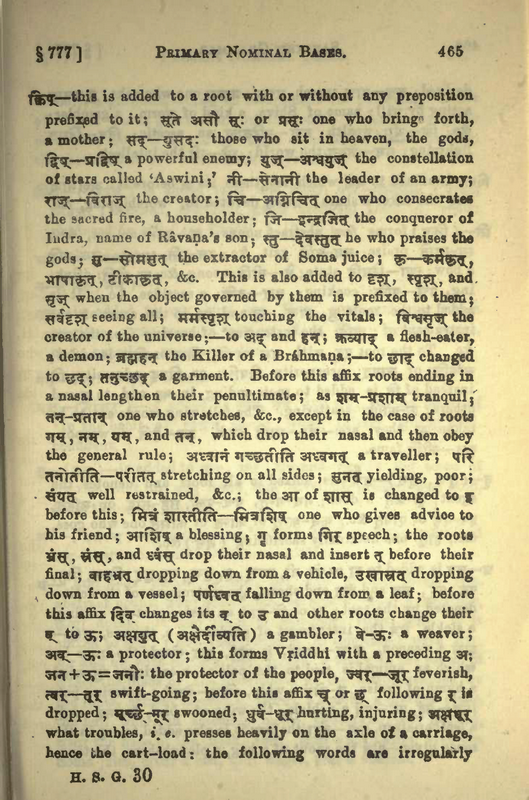 § 777 ] PRIMARY NOMINAL BASES. 465
क्विप्—this is added to a root with or without any preposition
prefixed to it; सूते असौ सूः or प्रसूः one who brings forth,
a mother; सद्—द्युसदः those who sit in heaven, the gods,
द्विष्—प्रद्विष् a powerful enemy; युज्—अश्वयुज् the constellation
of stars called ‘Aswini;’ नी—सेनानी the leader of an army;
राज्—विराज् the creator; चि—अग्निचित् one who consecrates
the sacred fire, a householder; जि—इन्द्रजित् the conqueror of
Indra, name of Râvaṇa's son; स्तु—देवस्तुत् he who praises the
gods; सु—सोमसुत् the extractor of Soma juice; कृ—कर्मकृत्,
भाषाकृत्, टीकाकृत्, &c. This is also added to दृश्, स्पृश्, and
सृज् when the object governed by them is prefixed to them;
सर्वदृश् seeing all; मर्मस्पृश् touching the vitals; विश्वसृज् the
creator of the universe;—to अद् and हन्; क्रव्याद् a flesh-eater,
a demon; ब्रह्महन् the Killer of a Brâhmaṇa;—to छाद् changed
to छद्; तनुच्छद् a garment. Before this affix roots ending in
a nasal lengthen their penultimate; as शम्-प्रशाम् tranquil;
तन्-प्रतान् one who stretches, &c., except in the case of roots
गम्, नम्, यम्, and तन्, which drop their nasal and then obey
the general rule; अध्वानं गच्छतीति अध्वगत् a traveller; परि
तनोतीति—परीतत् stretching on all sides; सुनत् yielding, poor;
संयत् well restrained, &c.; the आ of शास् is changed to इ
before this; मित्रं शास्तीति—मित्रशिष् one who gives advice to
his friend; आशिष् a blessing; गॄ forms गिर् speech; the roots
भ्रंस्, स्रंस्, and ध्वंस् drop their nasal and insert त् before their
final; वाहभ्रत् dropping down from a vehicle, उखास्रत् dropping
down from a vessel; पर्णध्वत् falling down from a leaf; before
this affix दिव् changes its व् to उ and other roots change their
व् to ऊ; अक्षद्युत् (अक्षैर्दीव्यति) a gambler; वे-ऊः a weaver;
अव्—ऊः a protector; this forms Vṛiddhi with a preceding अ;
जन+ऊः=जनौः the protector of the people, ज्वर्—जूर् feverish,
त्वर्—तूर् swift-going; before this affix च् or छ् following र् is
dropped; मूर्च्छ्-मूर् swooned; धुर्व्-धूर् hurting, injuring; अक्षधूर्
what troubles, i. e. presses heavily on the axle of a carriage,
hence the cart-load: the following words are irregularly
H. S. G. 30